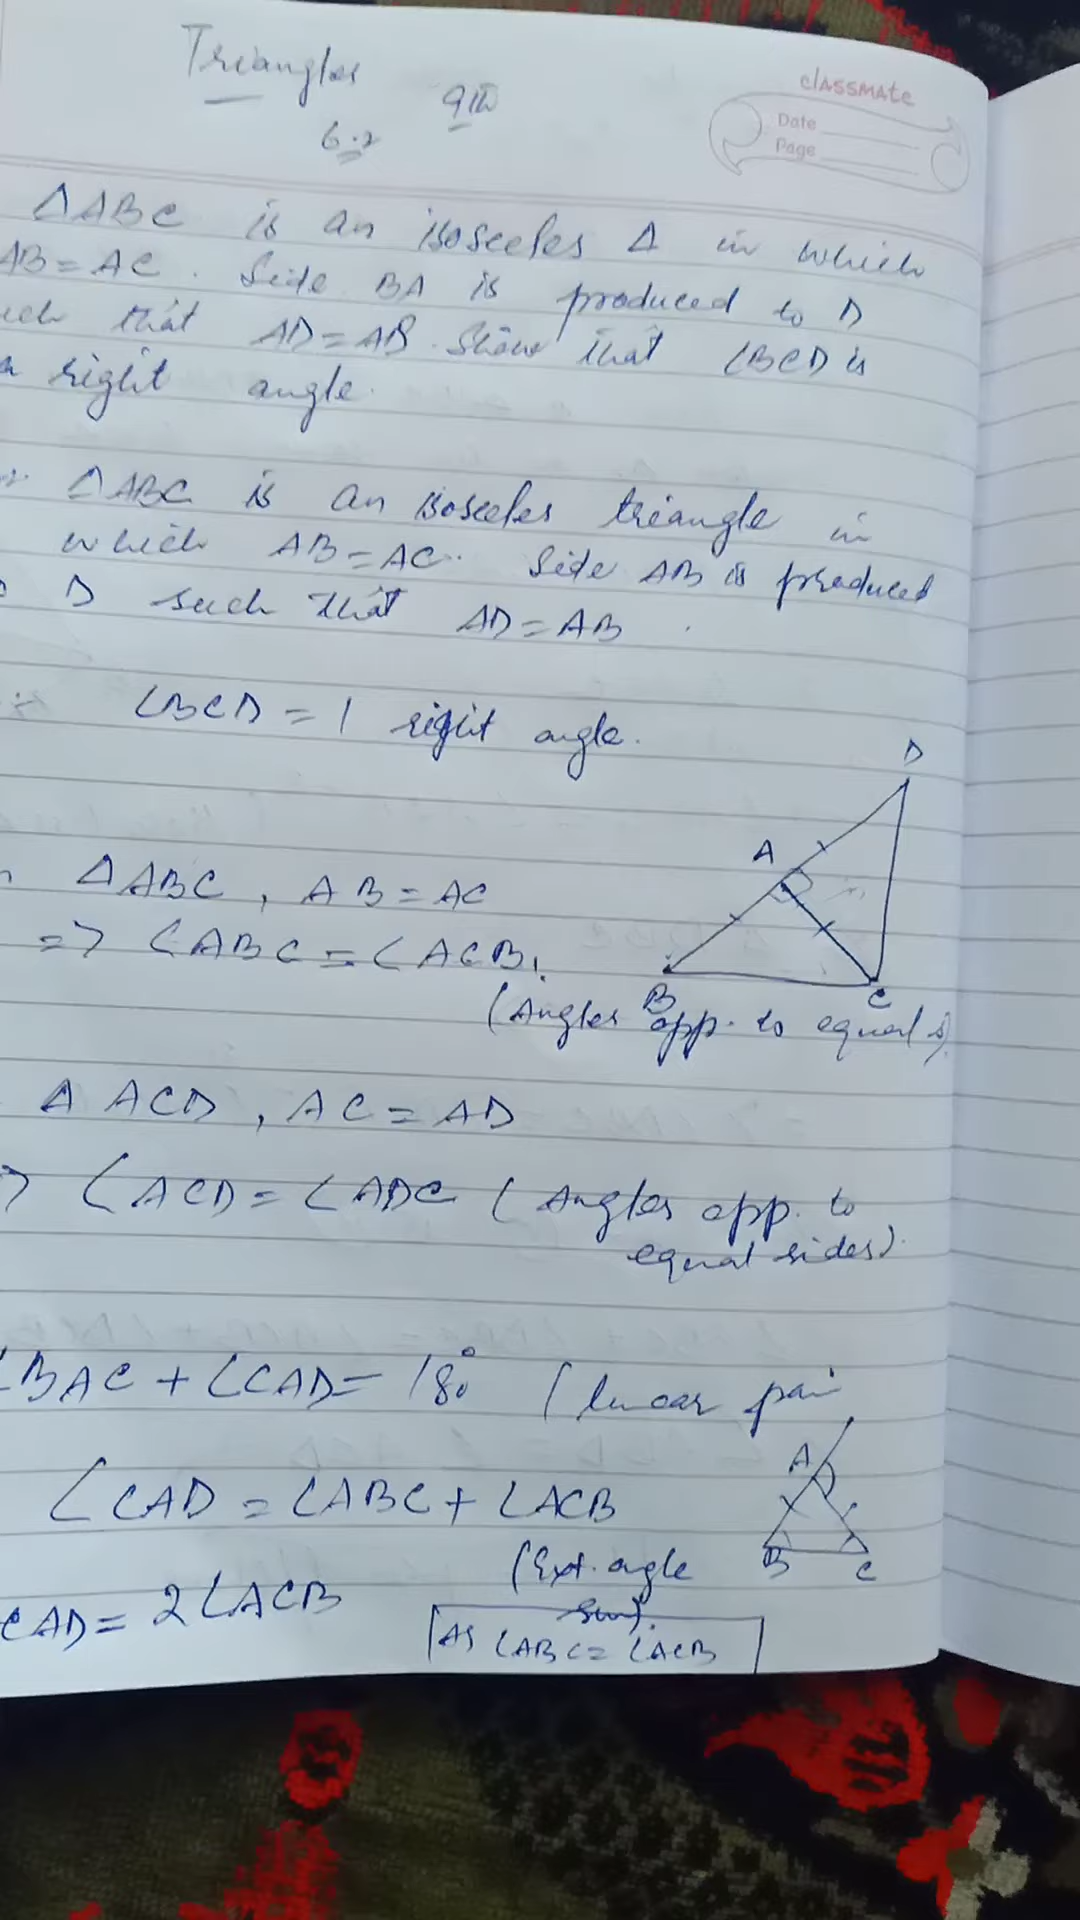 Triangles
9th
6.2
classmate
Date
Page
ΔABC is an isosceles Δ in which
AB = AC. Side BA is produced to D
such that AD = AB. Show that ∠BCD is
a right angle.
ΔABC is an isosceles triangle in
which AB = AC. Side AB is produced
D such that AD = AB.
∠BCD = 1 right angle.
D
A
B
C
ΔABC, AB = AC
=> ∠ABC = ∠ACB.
(Angles opp. to equal s)
Δ ACD, AC = AD
=> ∠ACD = ∠ADC (Angles opp. to
equal sides).
∠BAC + ∠CAD = 180° (linear pair
∠CAD = ∠ABC + ∠ACB
(Ext. angle
A
B
C
CAD = 2∠ACB
[As ∠ABC = ∠ACB]